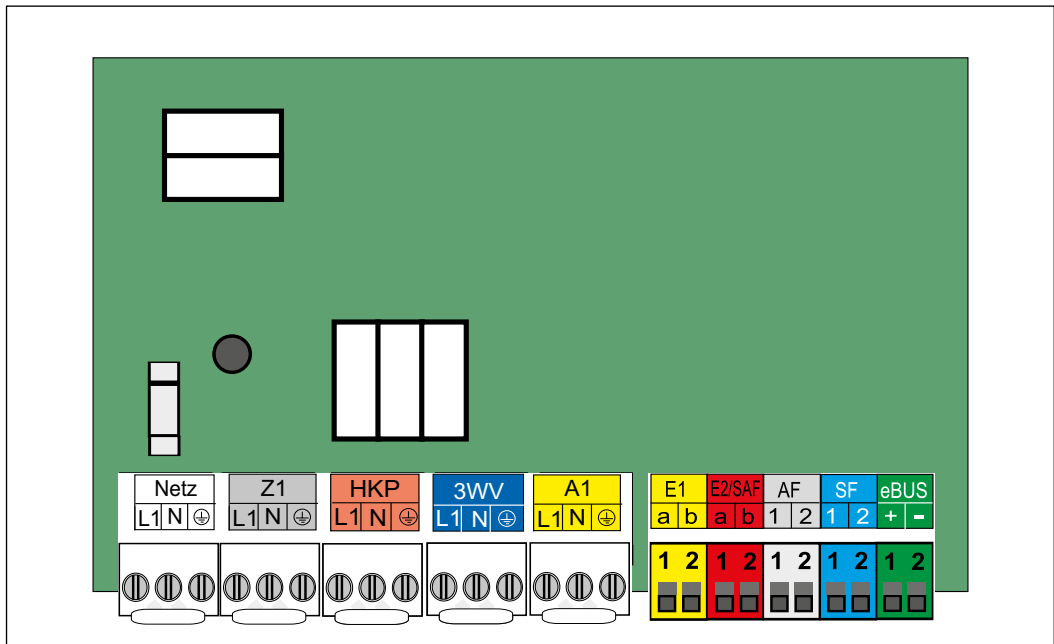 Netz Z1 HKP 3WV A1 E1 E2/SAF AF SF eBUS
L1 N ⏚ L1 N ⏚ L1 N ⏚ L1 N ⏚ L1 N ⏚ a b a b 1 2 1 2 + -
1 2 1 2 1 2 1 2 1 2